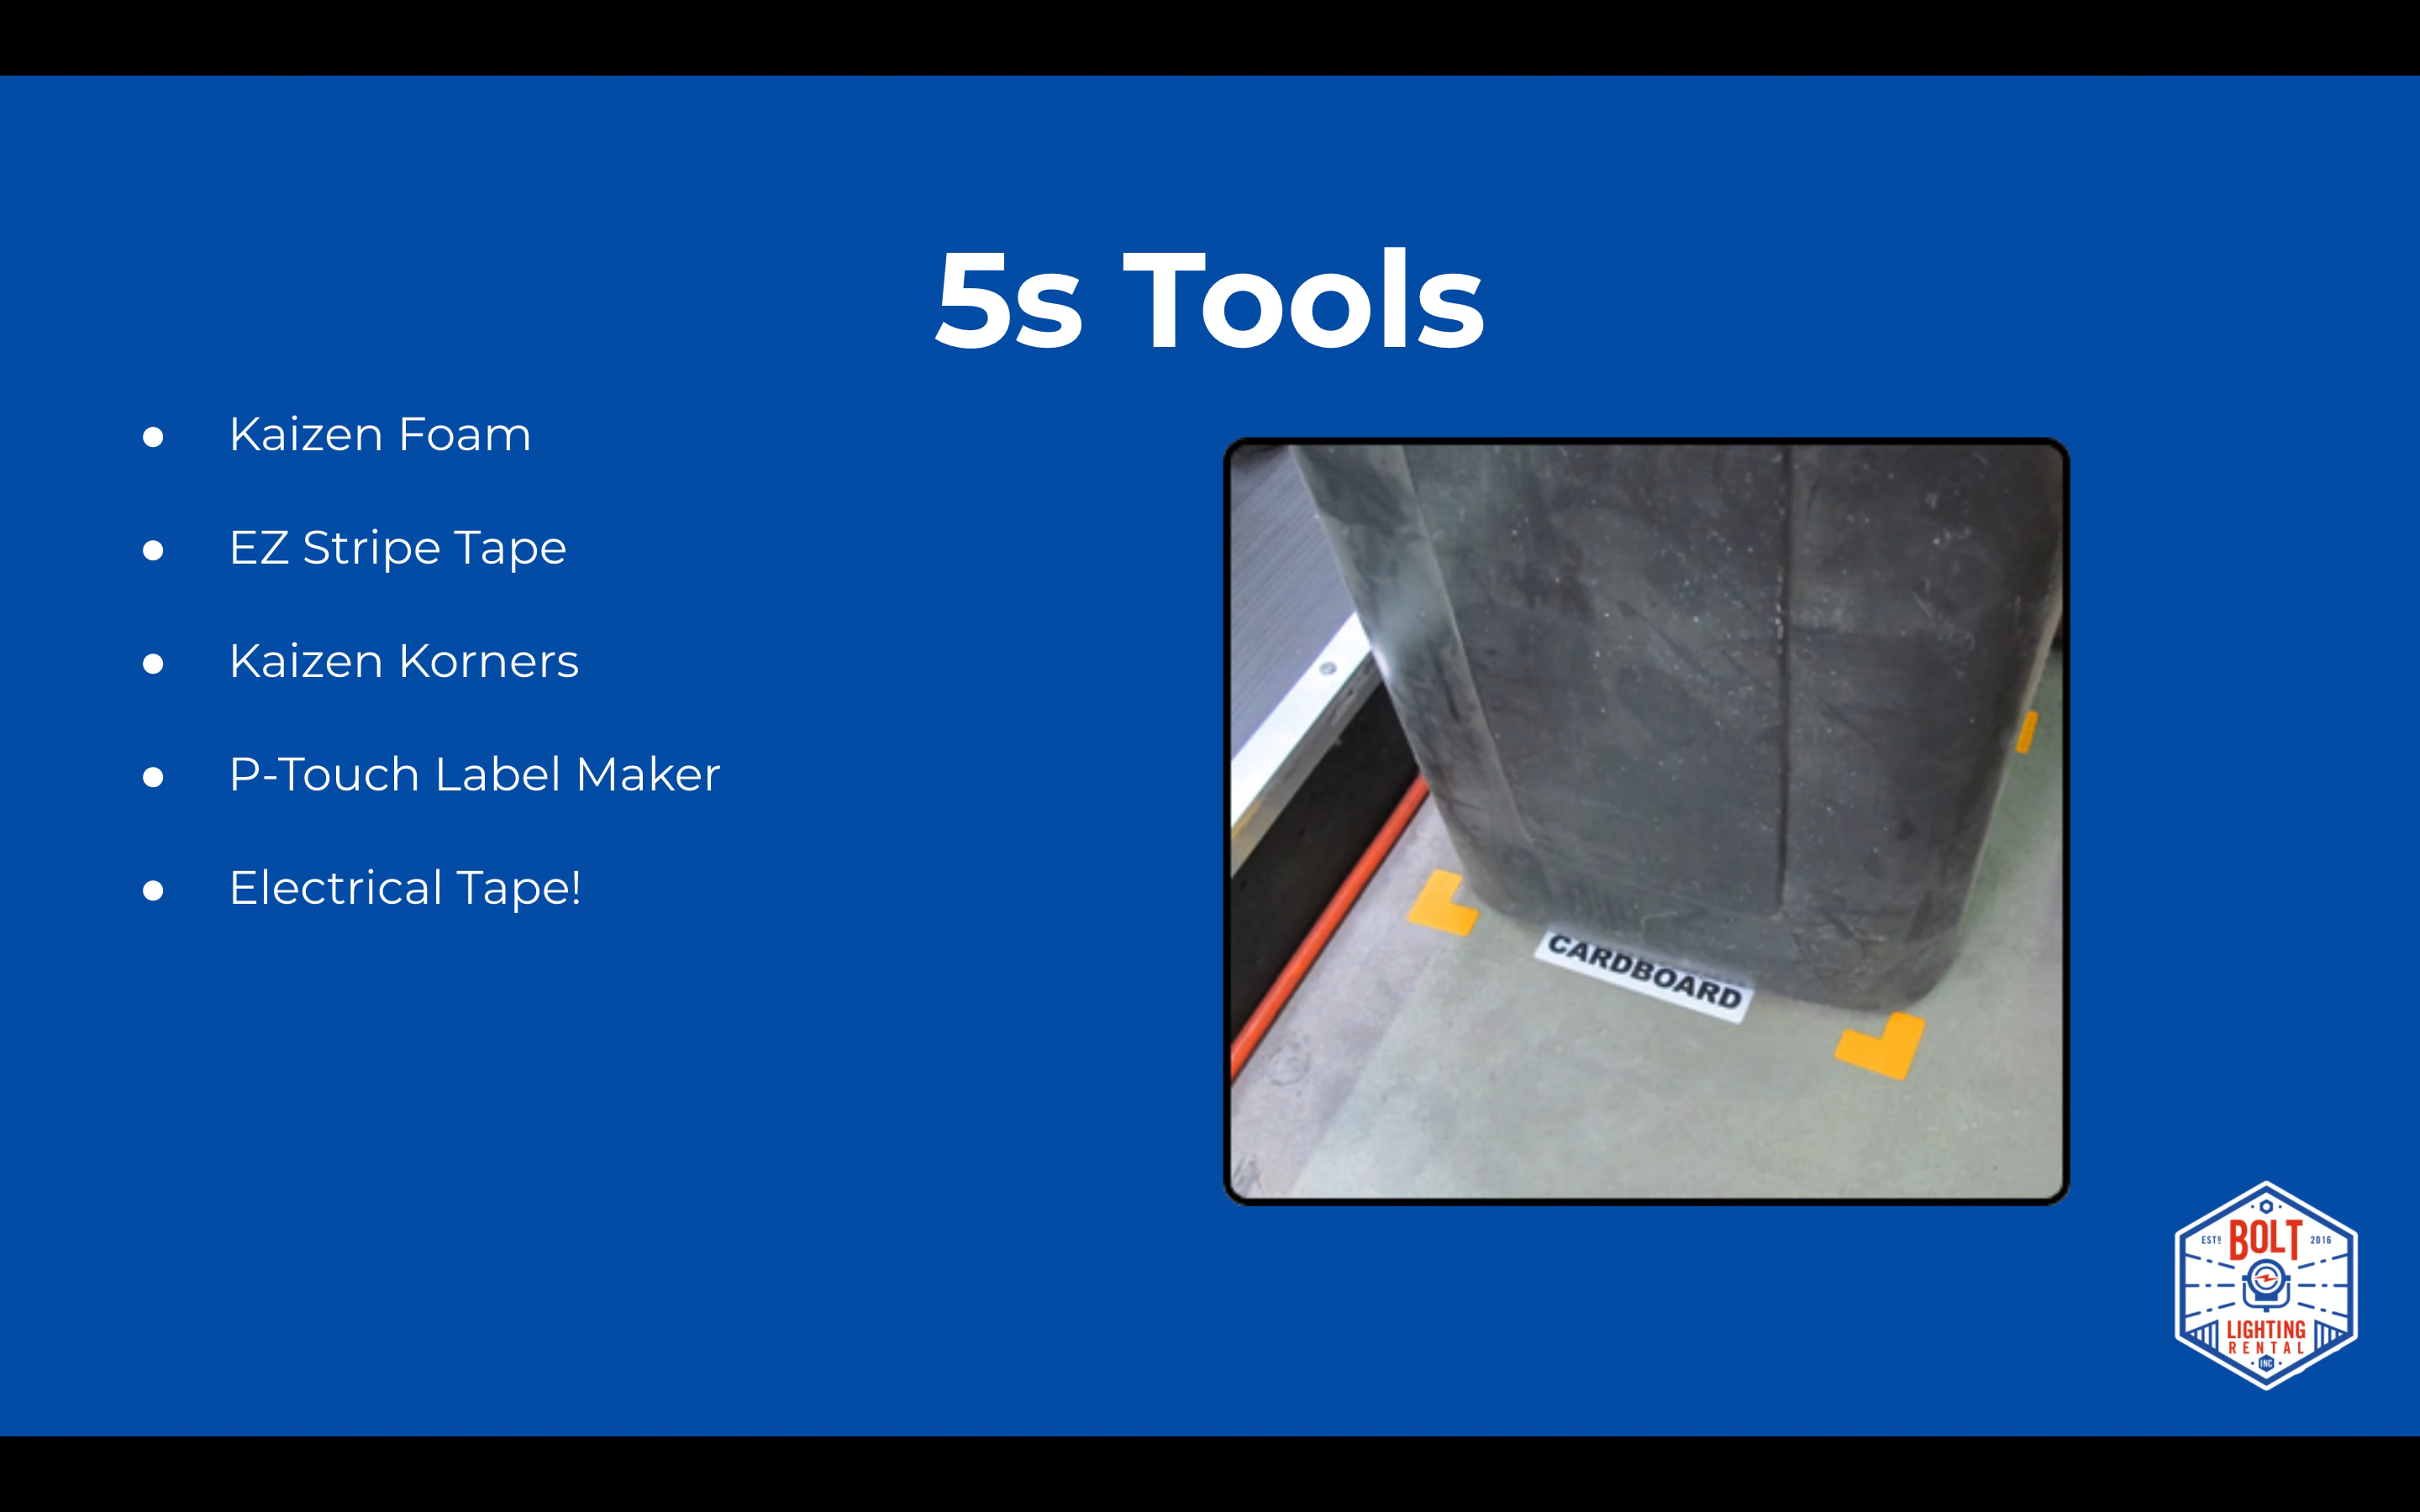 5s Tools
Kaizen Foam
EZ Stripe Tape
Kaizen Korners
P-Touch Label Maker
Electrical Tape!
CARDBOARD
ESTD
BOLT
2016
LIGHTING
RENTAL
INC